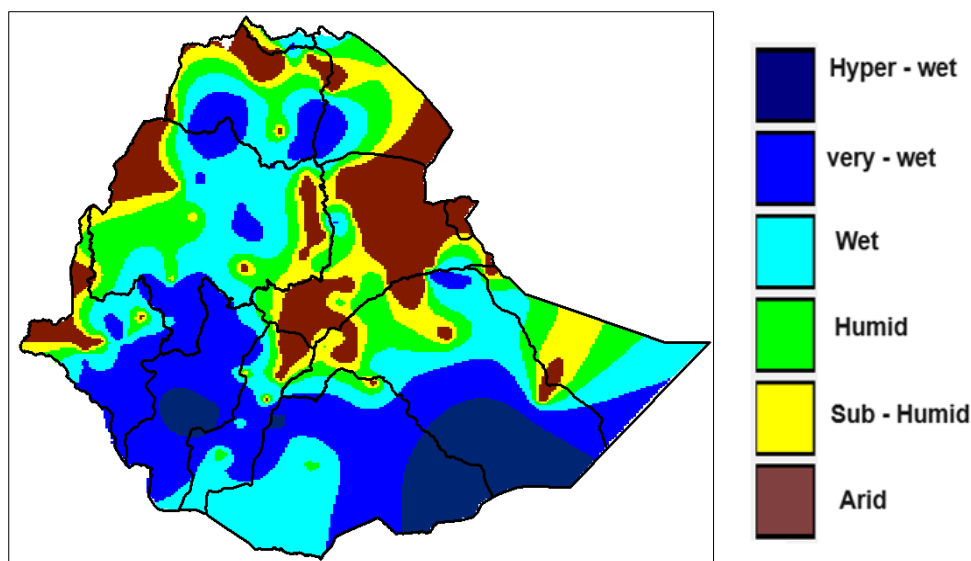 Hyper - wet
very - wet
Wet
Humid
Sub - Humid
Arid